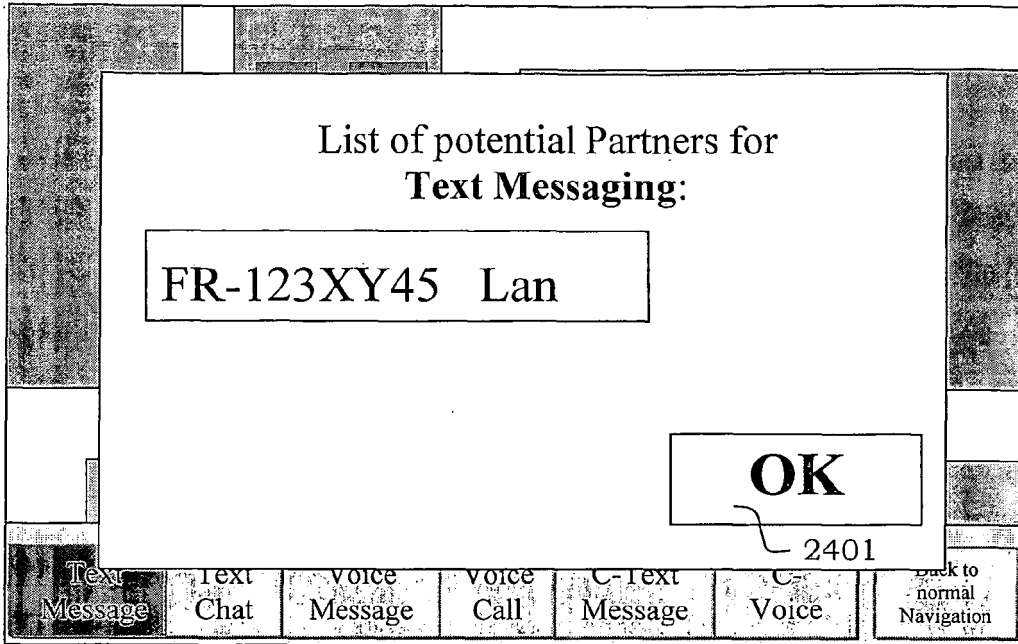 List of potential Partners for
Text Messaging:
FR-123XY45 Lan
OK
2401
Text Message
Text Chat
Voice Message
Voice Call
C-Text Message
C-Voice
Back to normal Navigation